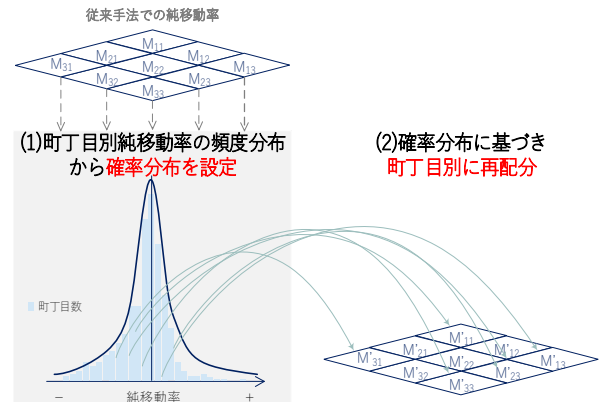 従来手法での純移動率
M11
M21
M12
M31
M22
M13
M32
M23
M33
(1)町丁目別純移動率の頻度分布
から確率分布を設定
(2)確率分布に基づき
町丁目別に再配分
町丁目数
− 純移動率 +
M'11
M'21
M'12
M'31
M'22
M'13
M'32
M'23
M'33